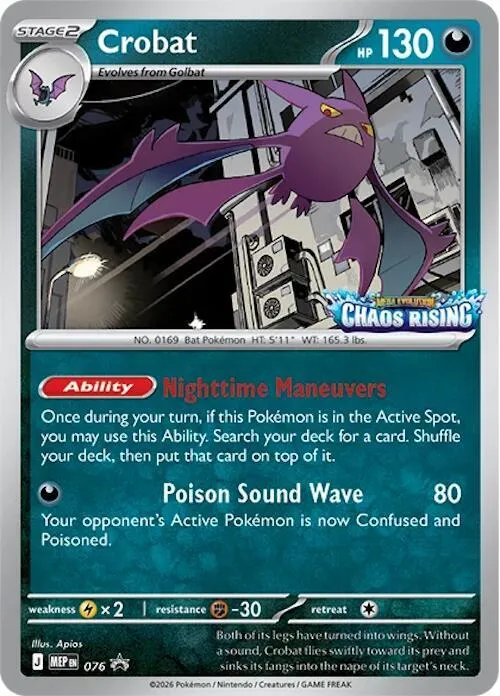 STAGE2
Crobat
HP 130
Evolves from Golbat
MEGA EVOLUTION
CHAOS RISING
NO. 0169 Bat Pokémon HT: 5'11" WT: 165.3 lbs.
Ability Nighttime Maneuvers
Once during your turn, if this Pokémon is in the Active Spot,
you may use this Ability. Search your deck for a card. Shuffle
your deck, then put that card on top of it.
Poison Sound Wave 80
Your opponent's Active Pokémon is now Confused and
Poisoned.
weakness ×2 resistance -30 retreat
Illus. Apios
J MEP EN 076
Both of its legs have turned into wings. Without
a sound, Crobat flies swiftly toward its prey and
sinks its fangs into the nape of its target's neck.
©2026 Pokémon / Nintendo / Creatures / GAME FREAK